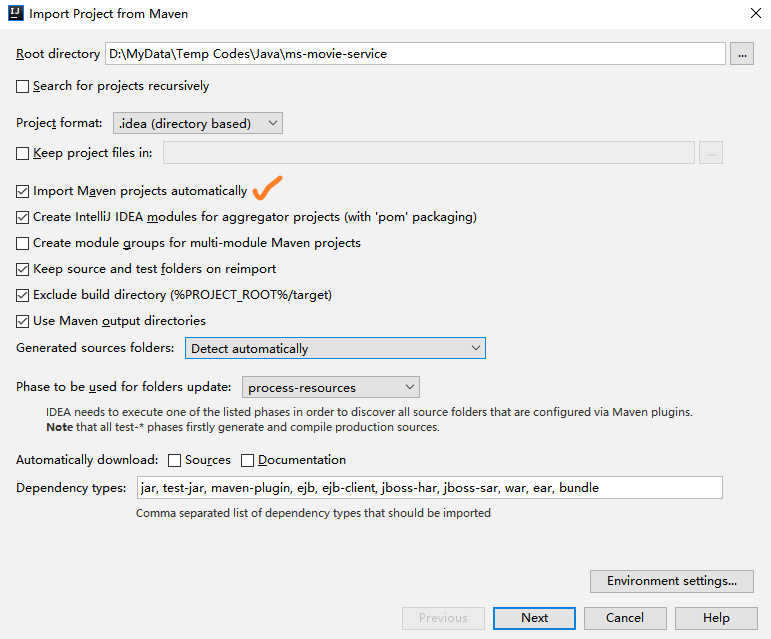 IJ Import Project from Maven
Root directory D:\MyData\Temp Codes\Java\ms-movie-service ...
Search for projects recursively
Project format: .idea (directory based)
Keep project files in: ...
Import Maven projects automatically
Create IntelliJ IDEA modules for aggregator projects (with 'pom' packaging)
Create module groups for multi-module Maven projects
Keep source and test folders on reimport
Exclude build directory (%PROJECT_ROOT%/target)
Use Maven output directories
Generated sources folders: Detect automatically
Phase to be used for folders update: process-resources
IDEA needs to execute one of the listed phases in order to discover all source folders that are configured via Maven plugins.
Note that all test-* phases firstly generate and compile production sources.
Automatically download: Sources Documentation
Dependency types: jar, test-jar, maven-plugin, ejb, ejb-client, jboss-har, jboss-sar, war, ear, bundle
Comma separated list of dependency types that should be imported
Environment settings...
Previous Next Cancel Help